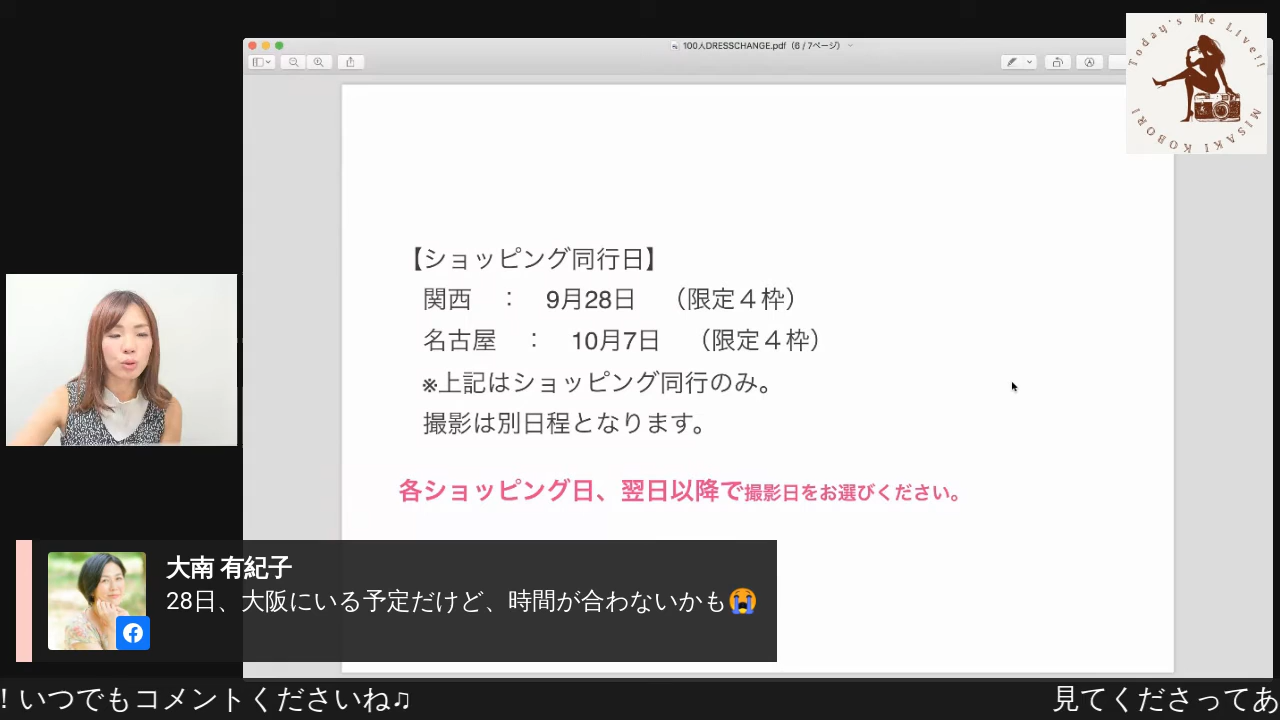 100人DRESSCHANGE.pdf（6 / 7ページ）
Today's Me Live!!
MISAKI KOBORI
【ショッピング同行日】
関西　：　9月28日　（限定４枠）
名古屋　：　10月7日　（限定４枠）
※上記はショッピング同行のみ。
撮影は別日程となります。
各ショッピング日、翌日以降で撮影日をお選びください。
大南 有紀子
28日、大阪にいる予定だけど、時間が合わないかも😭
！いつでもコメントくださいね♫
見てくださってあ